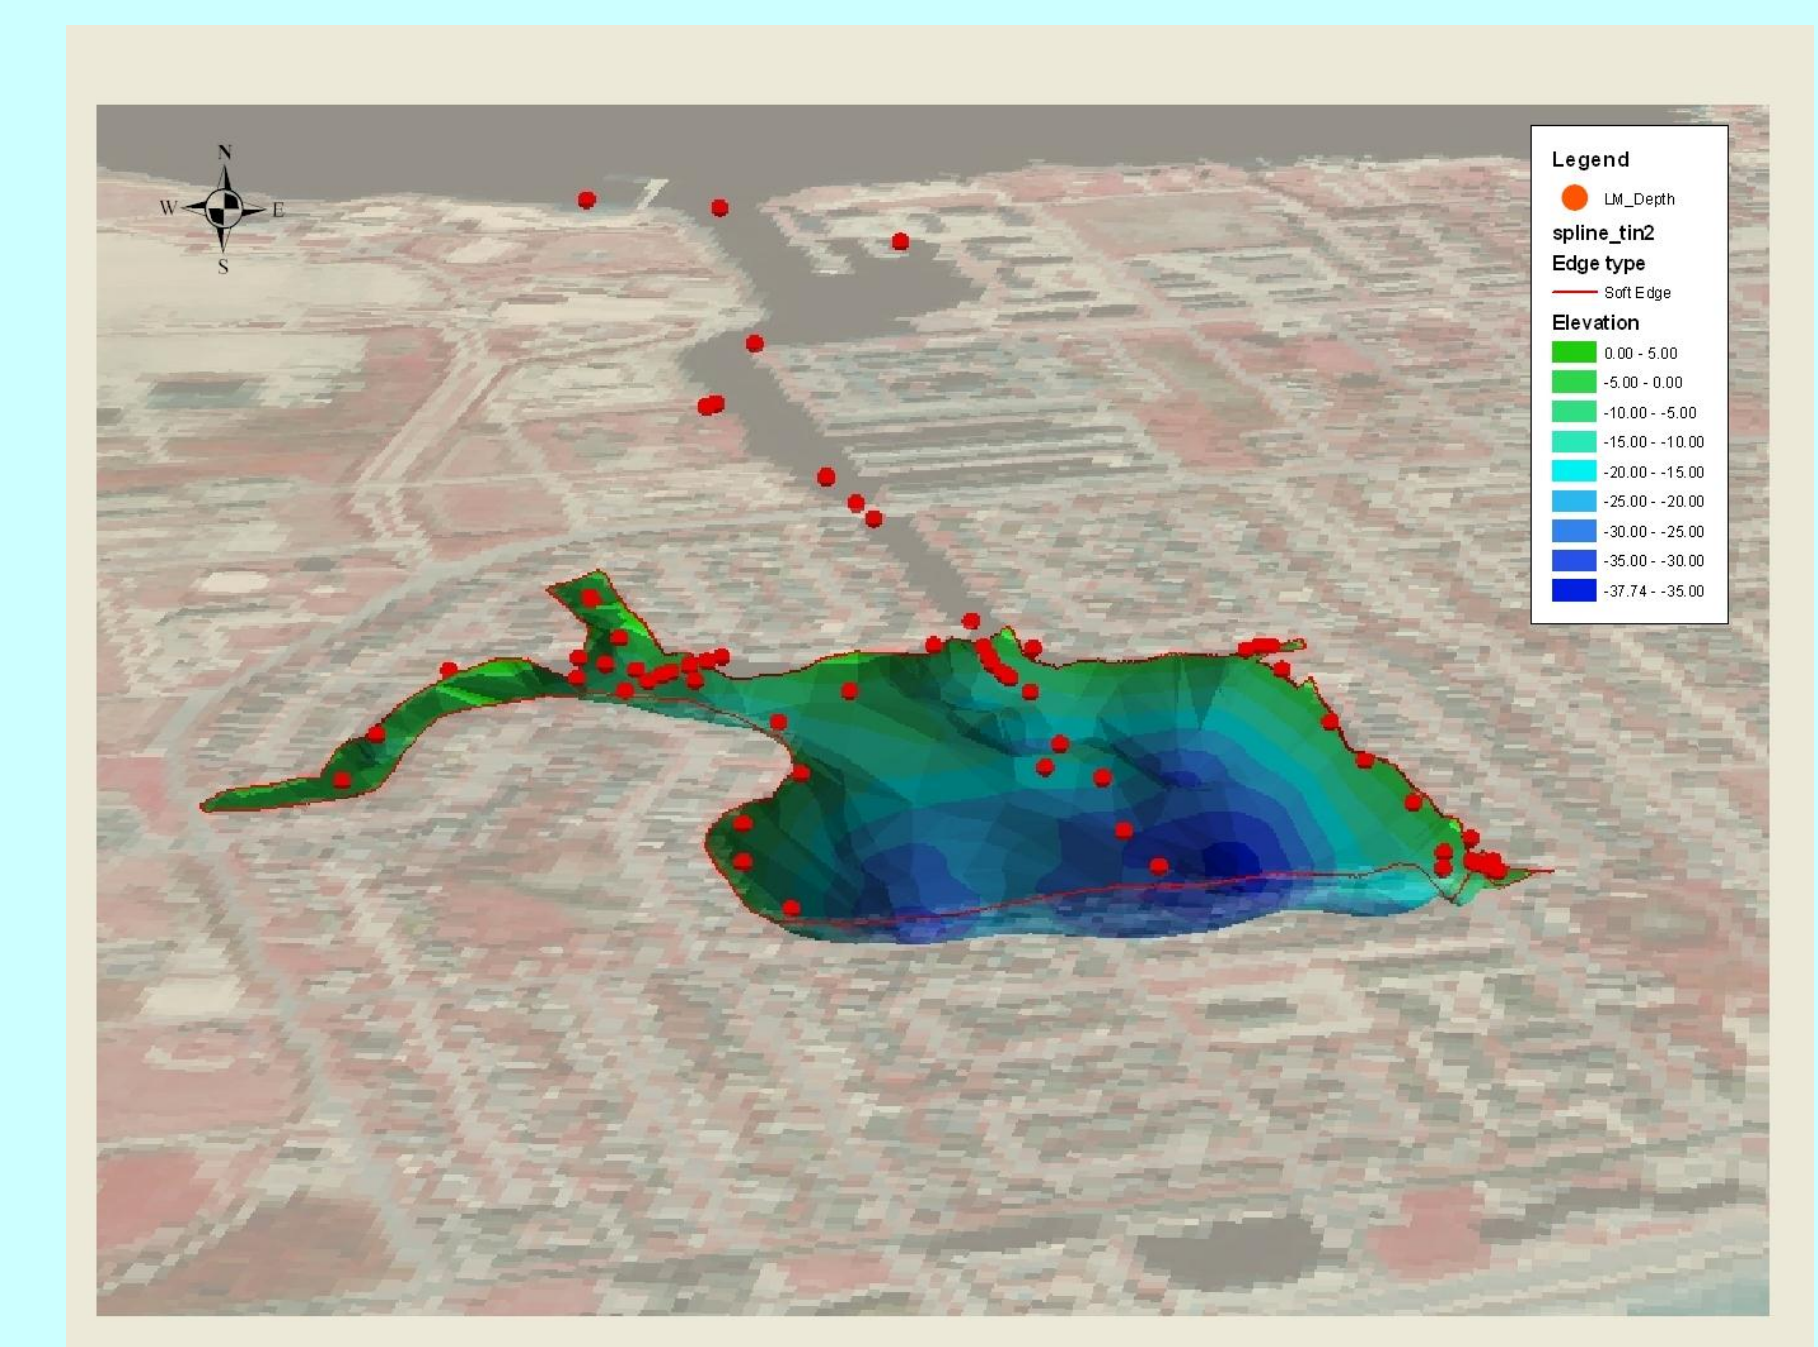 N
W E
S
Legend
LM_Depth
spline_tin2
Edge type
Soft Edge
Elevation
0.00 - 5.00
-5.00 - 0.00
-10.00 - -5.00
-15.00 - -10.00
-20.00 - -15.00
-25.00 - -20.00
-30.00 - -25.00
-35.00 - -30.00
-37.74 - -35.00